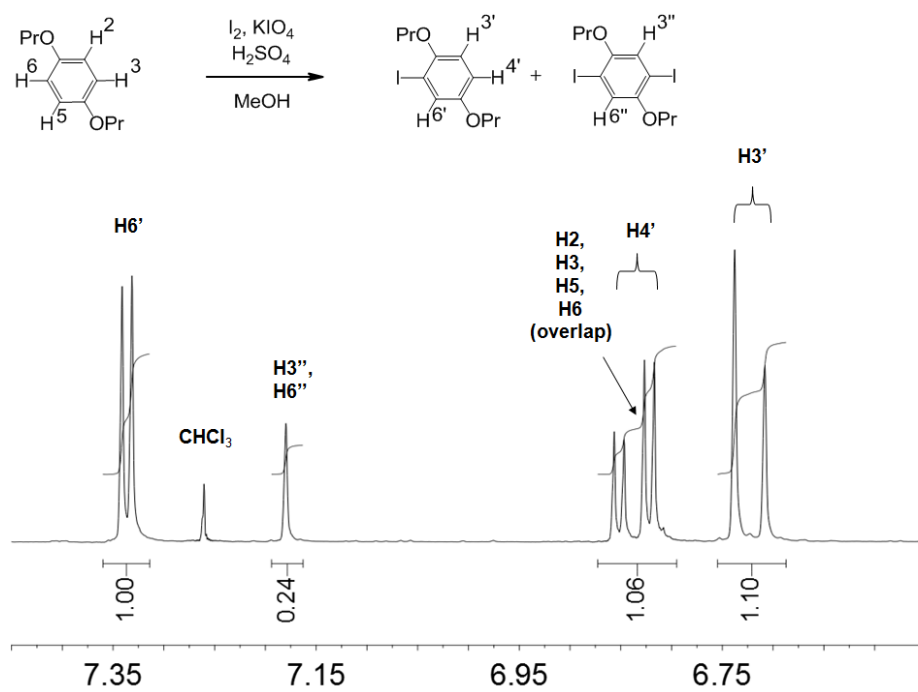 PrO
H²
6
H
H³
H⁵
OPr
I₂, KIO₄
H₂SO₄
MeOH
PrO
H³'
I
H⁴'
H⁶'
OPr
+
PrO
H³''
I
I
H⁶''
OPr
H6’
CHCl₃
H3’’,
H6’’
H2,
H3,
H5,
H6
(overlap)
H4’
H3’
1.00
0.24
1.06
1.10
7.35 7.15 6.95 6.75